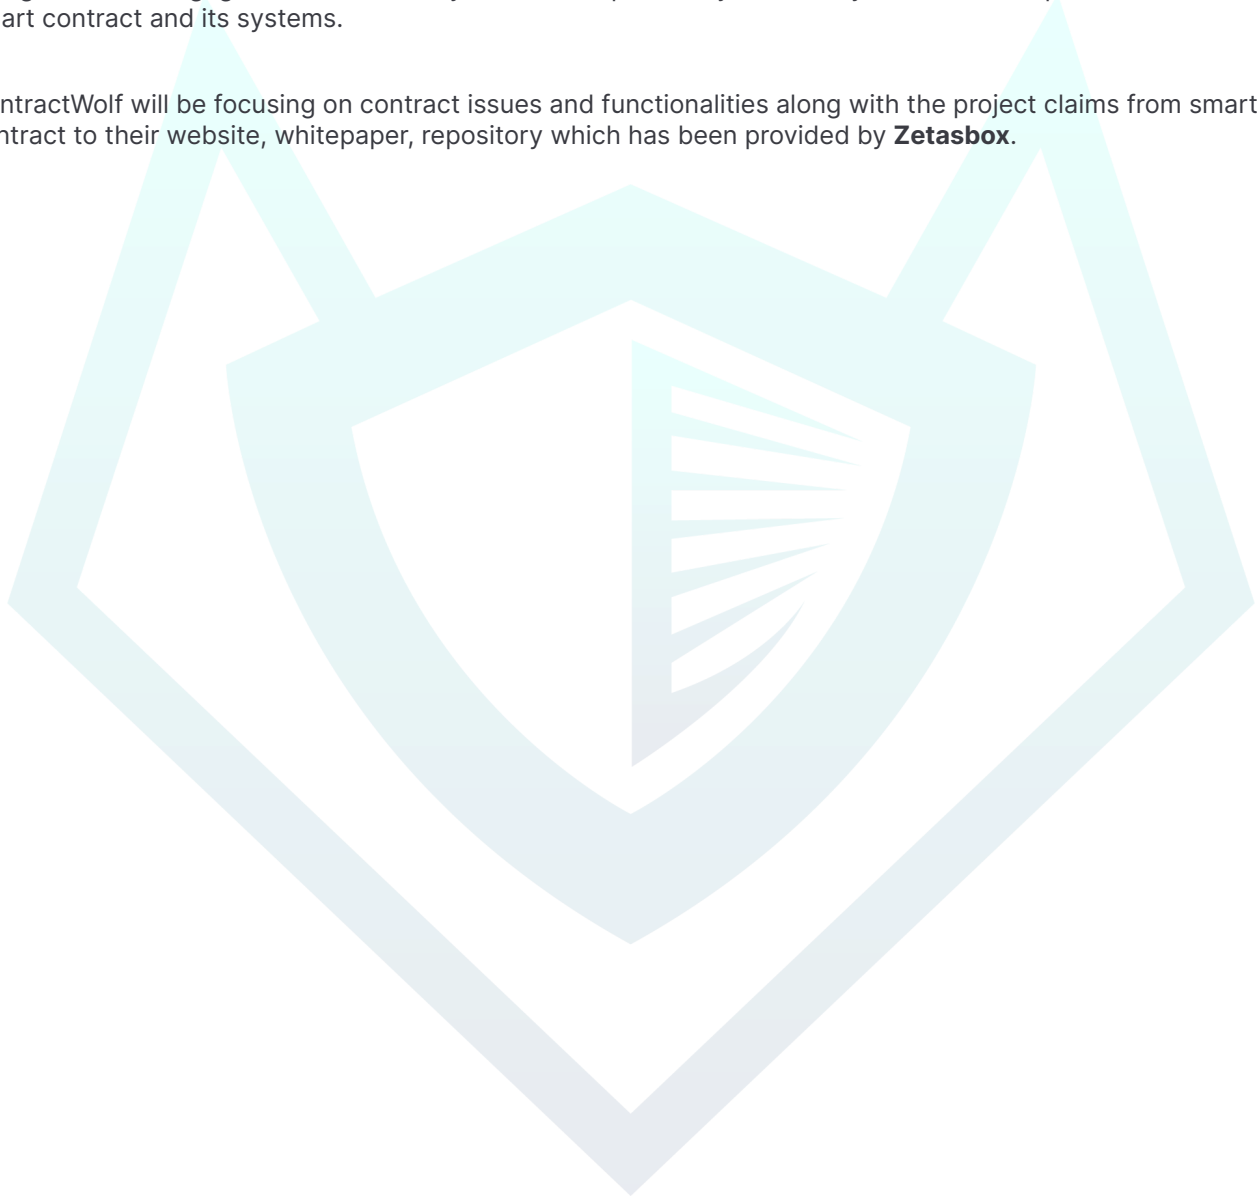 art contract and its systems.
ntractWolf will be focusing on contract issues and functionalities along with the project claims from smart
ntract to their website, whitepaper, repository which has been provided by Zetasbox.